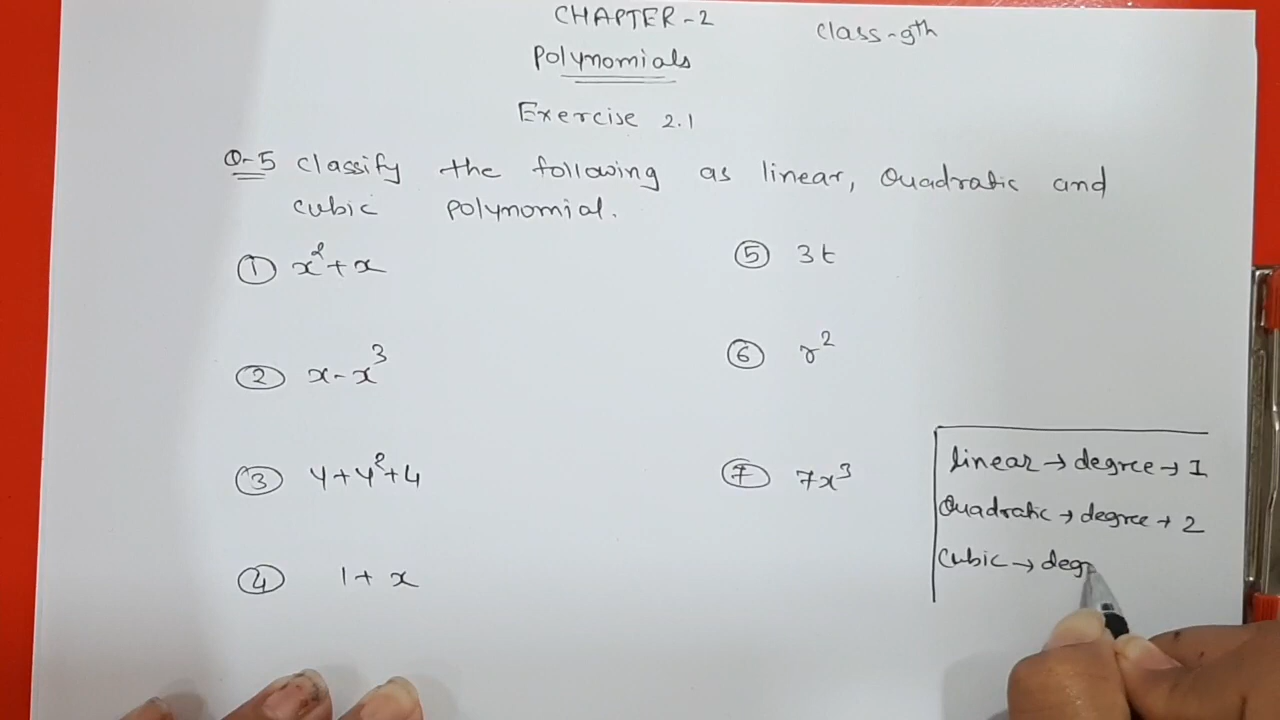 CHAPTER-2
Class-9th
Polynomials
Exercise 2.1
Q-5 Classify the following as linear, Quadratic and
cubic polynomial.
① x²+x
② x-x³
③ y+y²+4
④ 1+x
⑤ 3t
⑥ r²
⑦ 7x³
linear→degree→1
Quadratic→degree→2
Cubic→deg